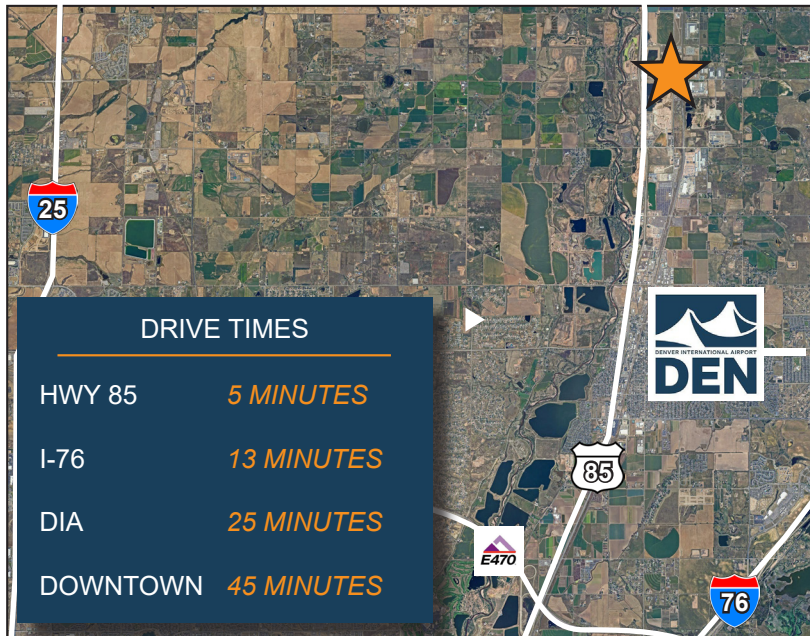 25
DRIVE TIMES
HWY 85 5 MINUTES
I-76 13 MINUTES
DIA 25 MINUTES
DOWNTOWN 45 MINUTES
DENVER INTERNATIONAL AIRPORT
DEN
85
E470
76